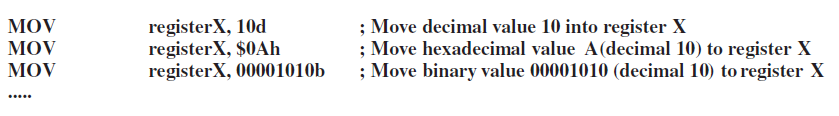 MOV registerX, 10d ; Move decimal value 10 into register X
MOV registerX, $0Ah ; Move hexadecimal value A(decimal 10) to register X
MOV registerX, 00001010b ; Move binary value 00001010 (decimal 10) to register X
.....